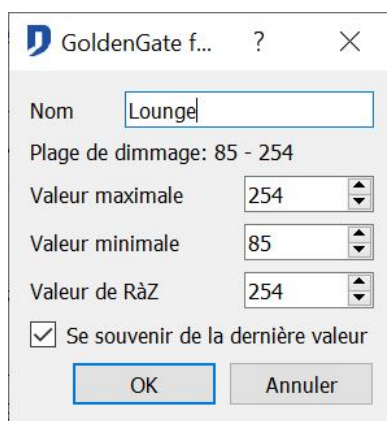 GoldenGate f... ?
Nom Lounge
Plage de dimmage: 85 - 254
Valeur maximale 254
Valeur minimale 85
Valeur de RàZ 254
Se souvenir de la dernière valeur
OK Annuler